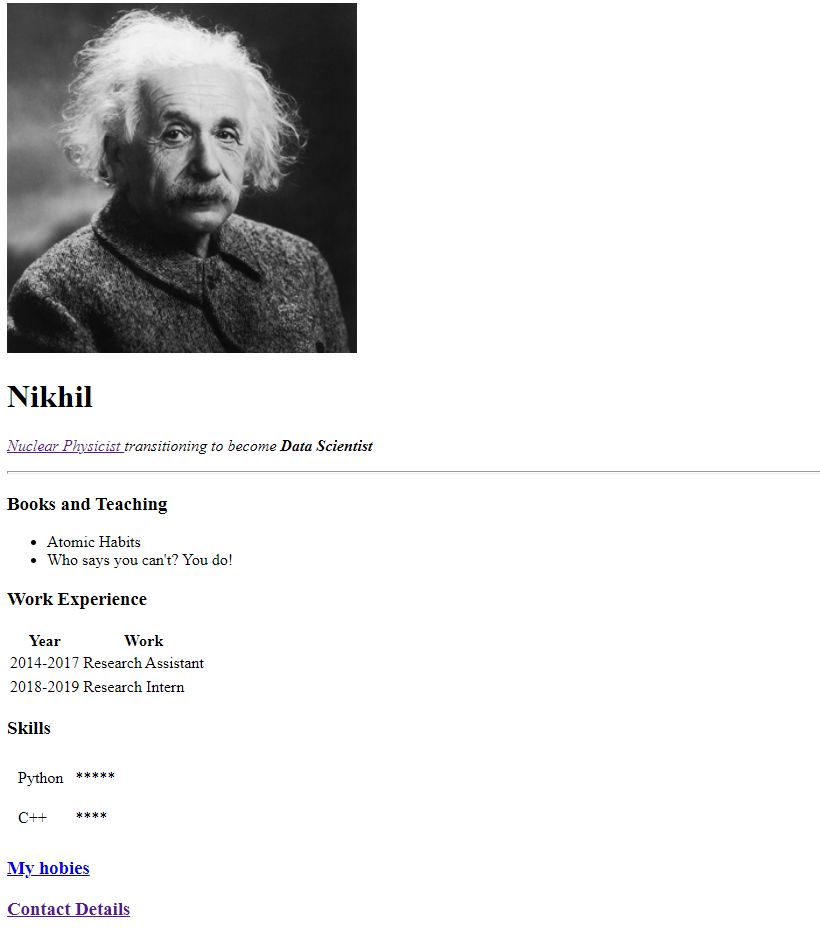 Nikhil
Nuclear Physicist transitioning to become Data Scientist
Books and Teaching
Atomic Habits
Who says you can't? You do!
Work Experience
Year Work
2014-2017 Research Assistant
2018-2019 Research Intern
Skills
Python *****
C++ ****
My hobies
Contact Details